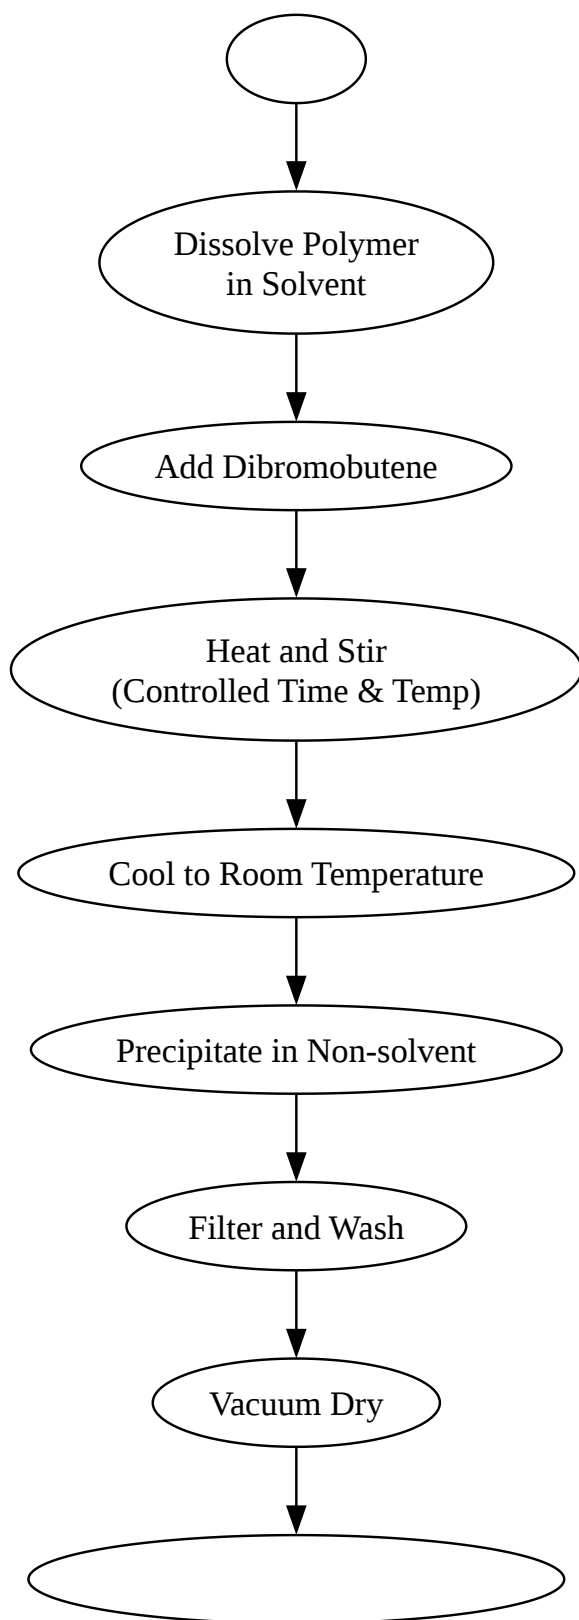 Dissolve Polymer
in Solvent
Add Dibromobutene
Heat and Stir
(Controlled Time & Temp)
Cool to Room Temperature
Precipitate in Non-solvent
Filter and Wash
Vacuum Dry